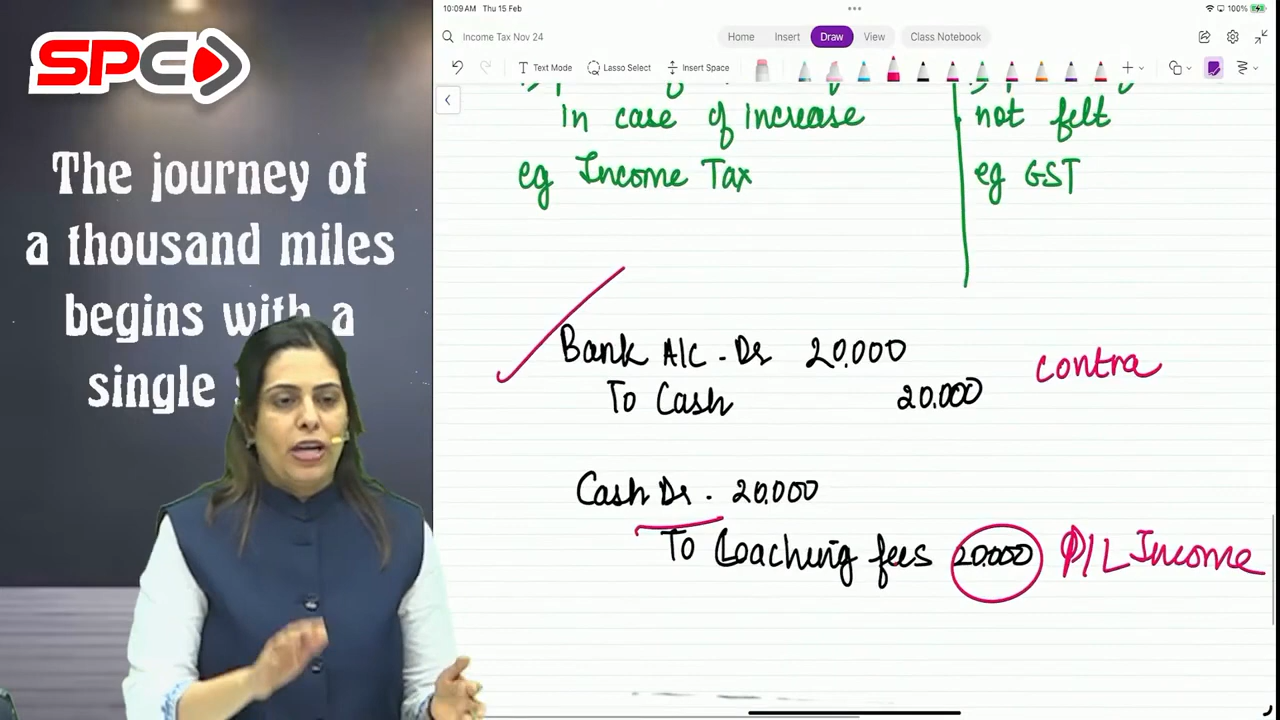 10:09 AM Thu 15 Feb
100%
SPC
The journey of
a thousand miles
begins with a
single
Income Tax Nov 24
Home Insert Draw View Class Notebook
Text Mode Lasso Select Insert Space
in case of increase
eg Income Tax
not felt
eg GST
Bank A/C - Dr 20,000
To Cash 20,000
contra
Cash Dr. 20,000
To Coaching fees 20,000 P/L Income